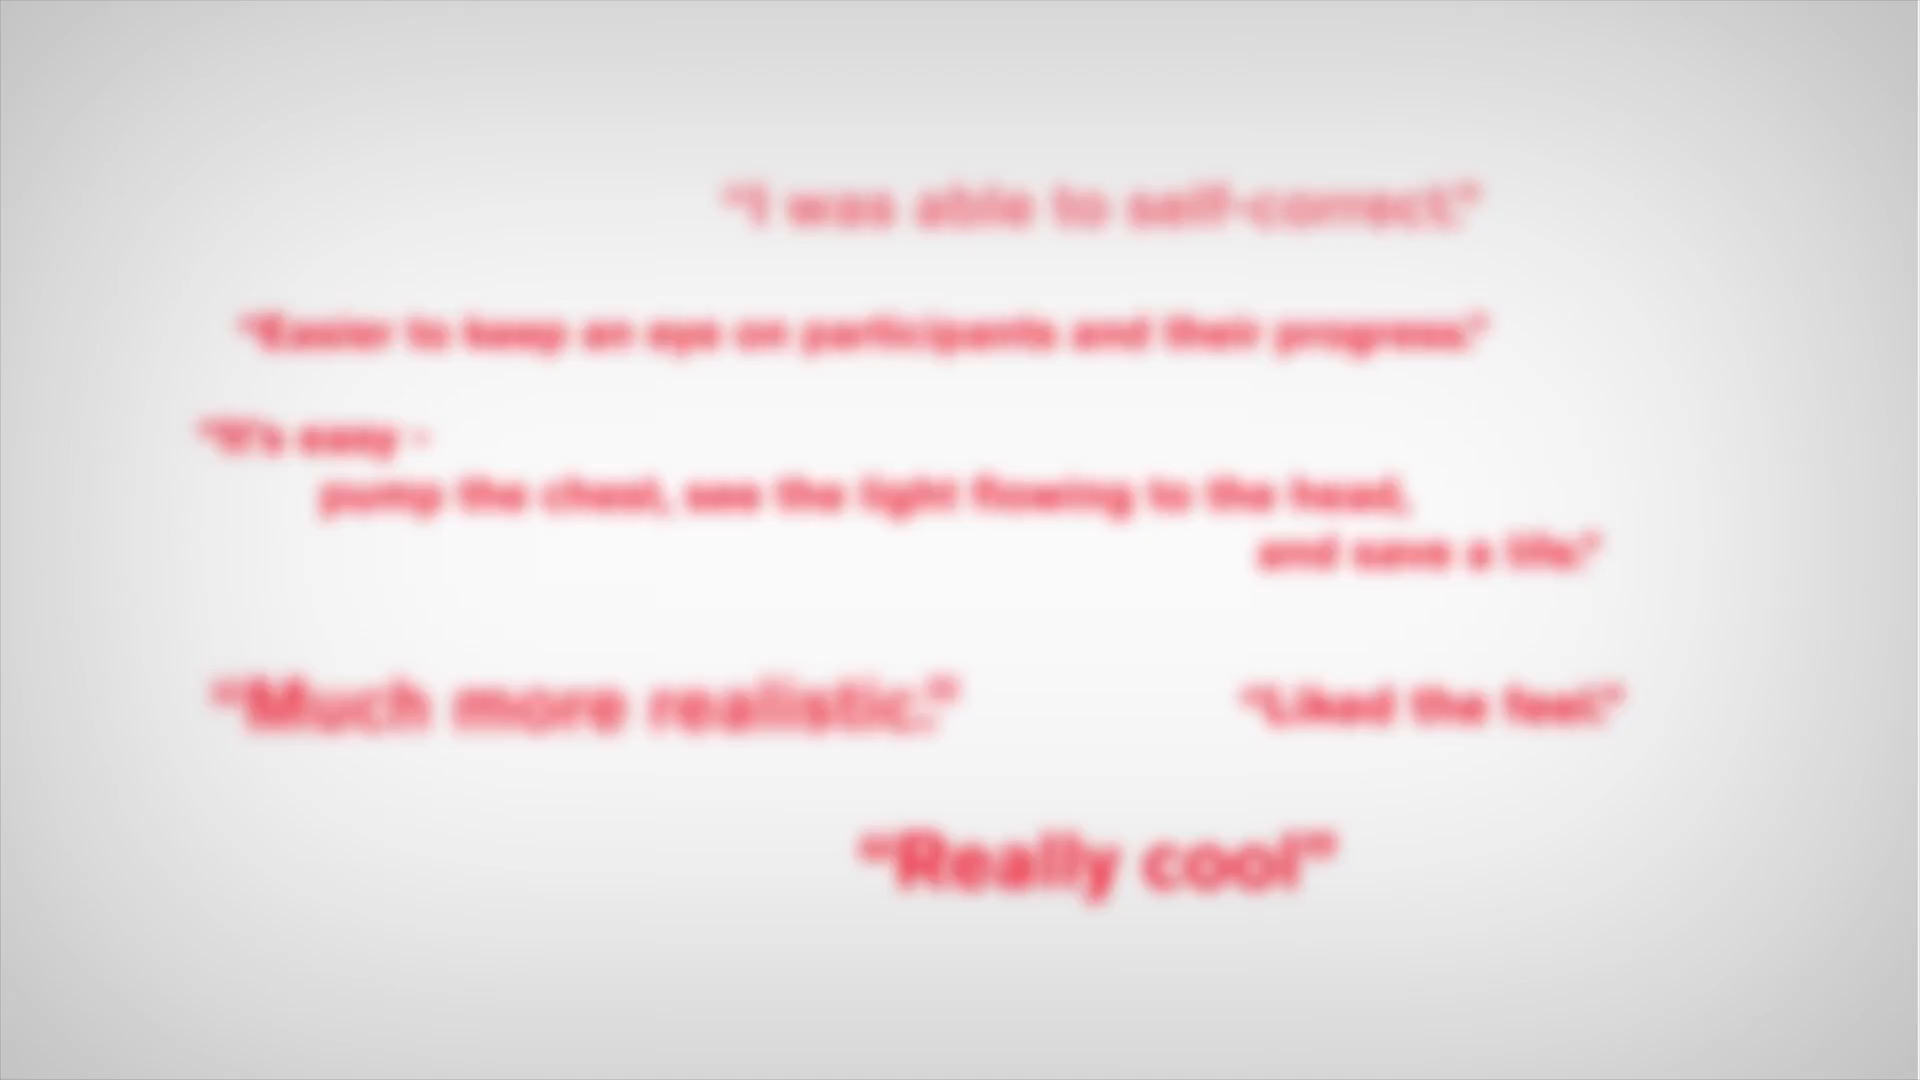 “I was able to self-correct.”
“Easier to keep an eye on participants and their progress.”
“It’s easy -
pump the chest, see the light flowing to the head,
and save a life.”
“Much more realistic.”
“Liked the feel.”
“Really cool”